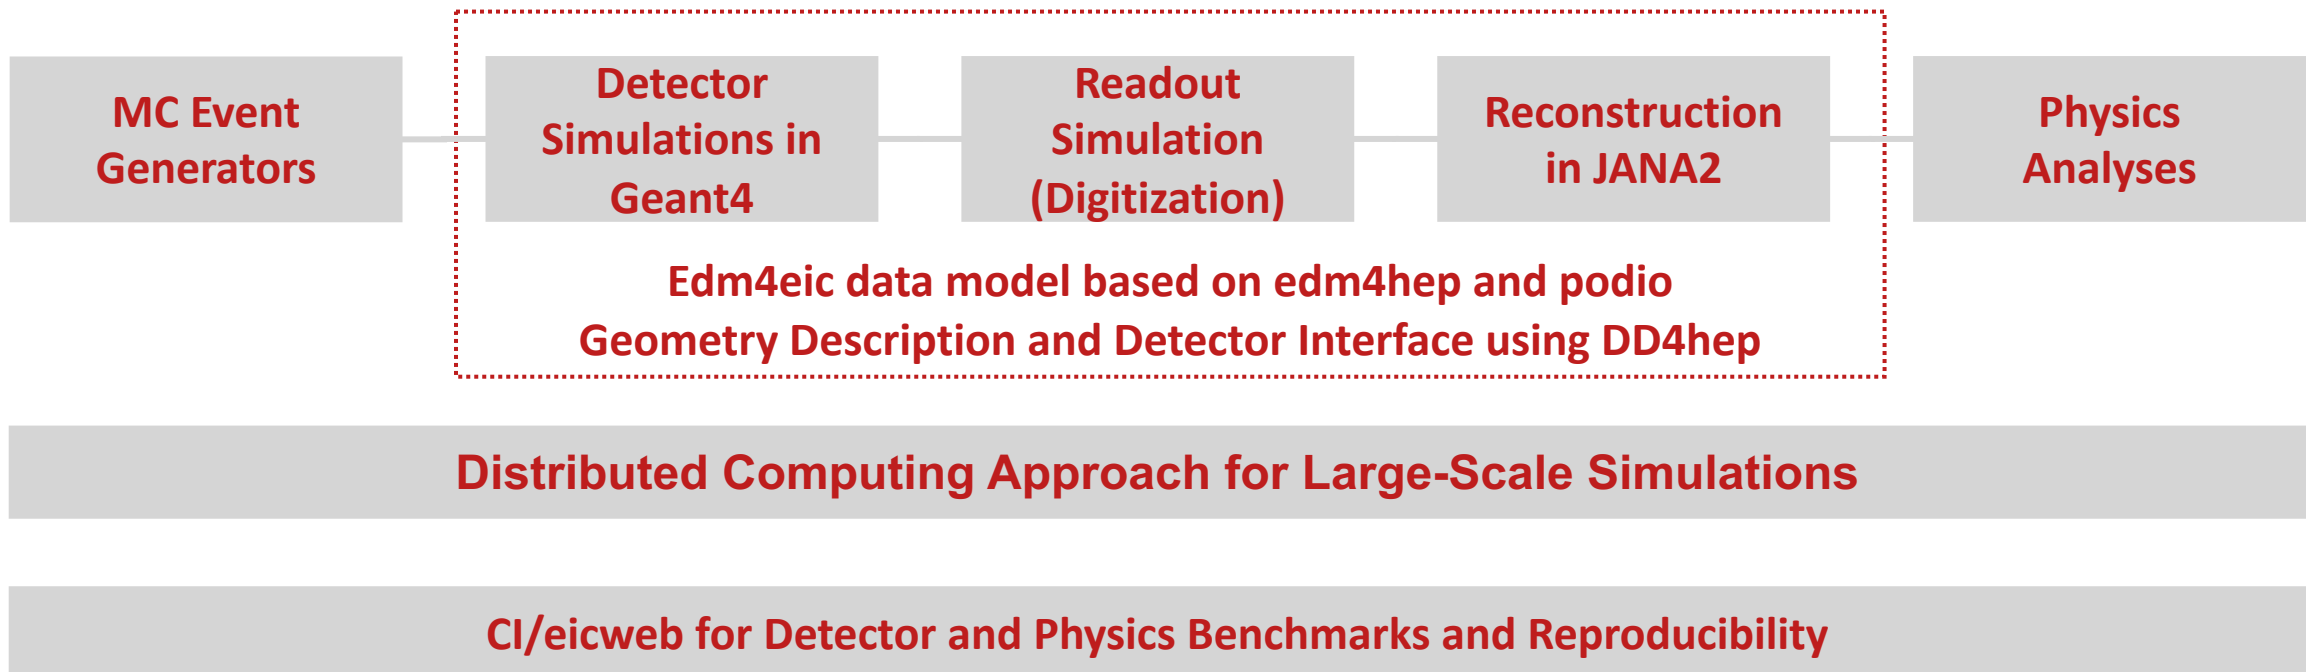 MC Event
Generators
Detector
Simulations in
Geant4
Readout
Simulation
(Digitization)
Reconstruction
in JANA2
Physics
Analyses
Edm4eic data model based on edm4hep and podio
Geometry Description and Detector Interface using DD4hep
Distributed Computing Approach for Large-Scale Simulations
CI/eicweb for Detector and Physics Benchmarks and Reproducibility